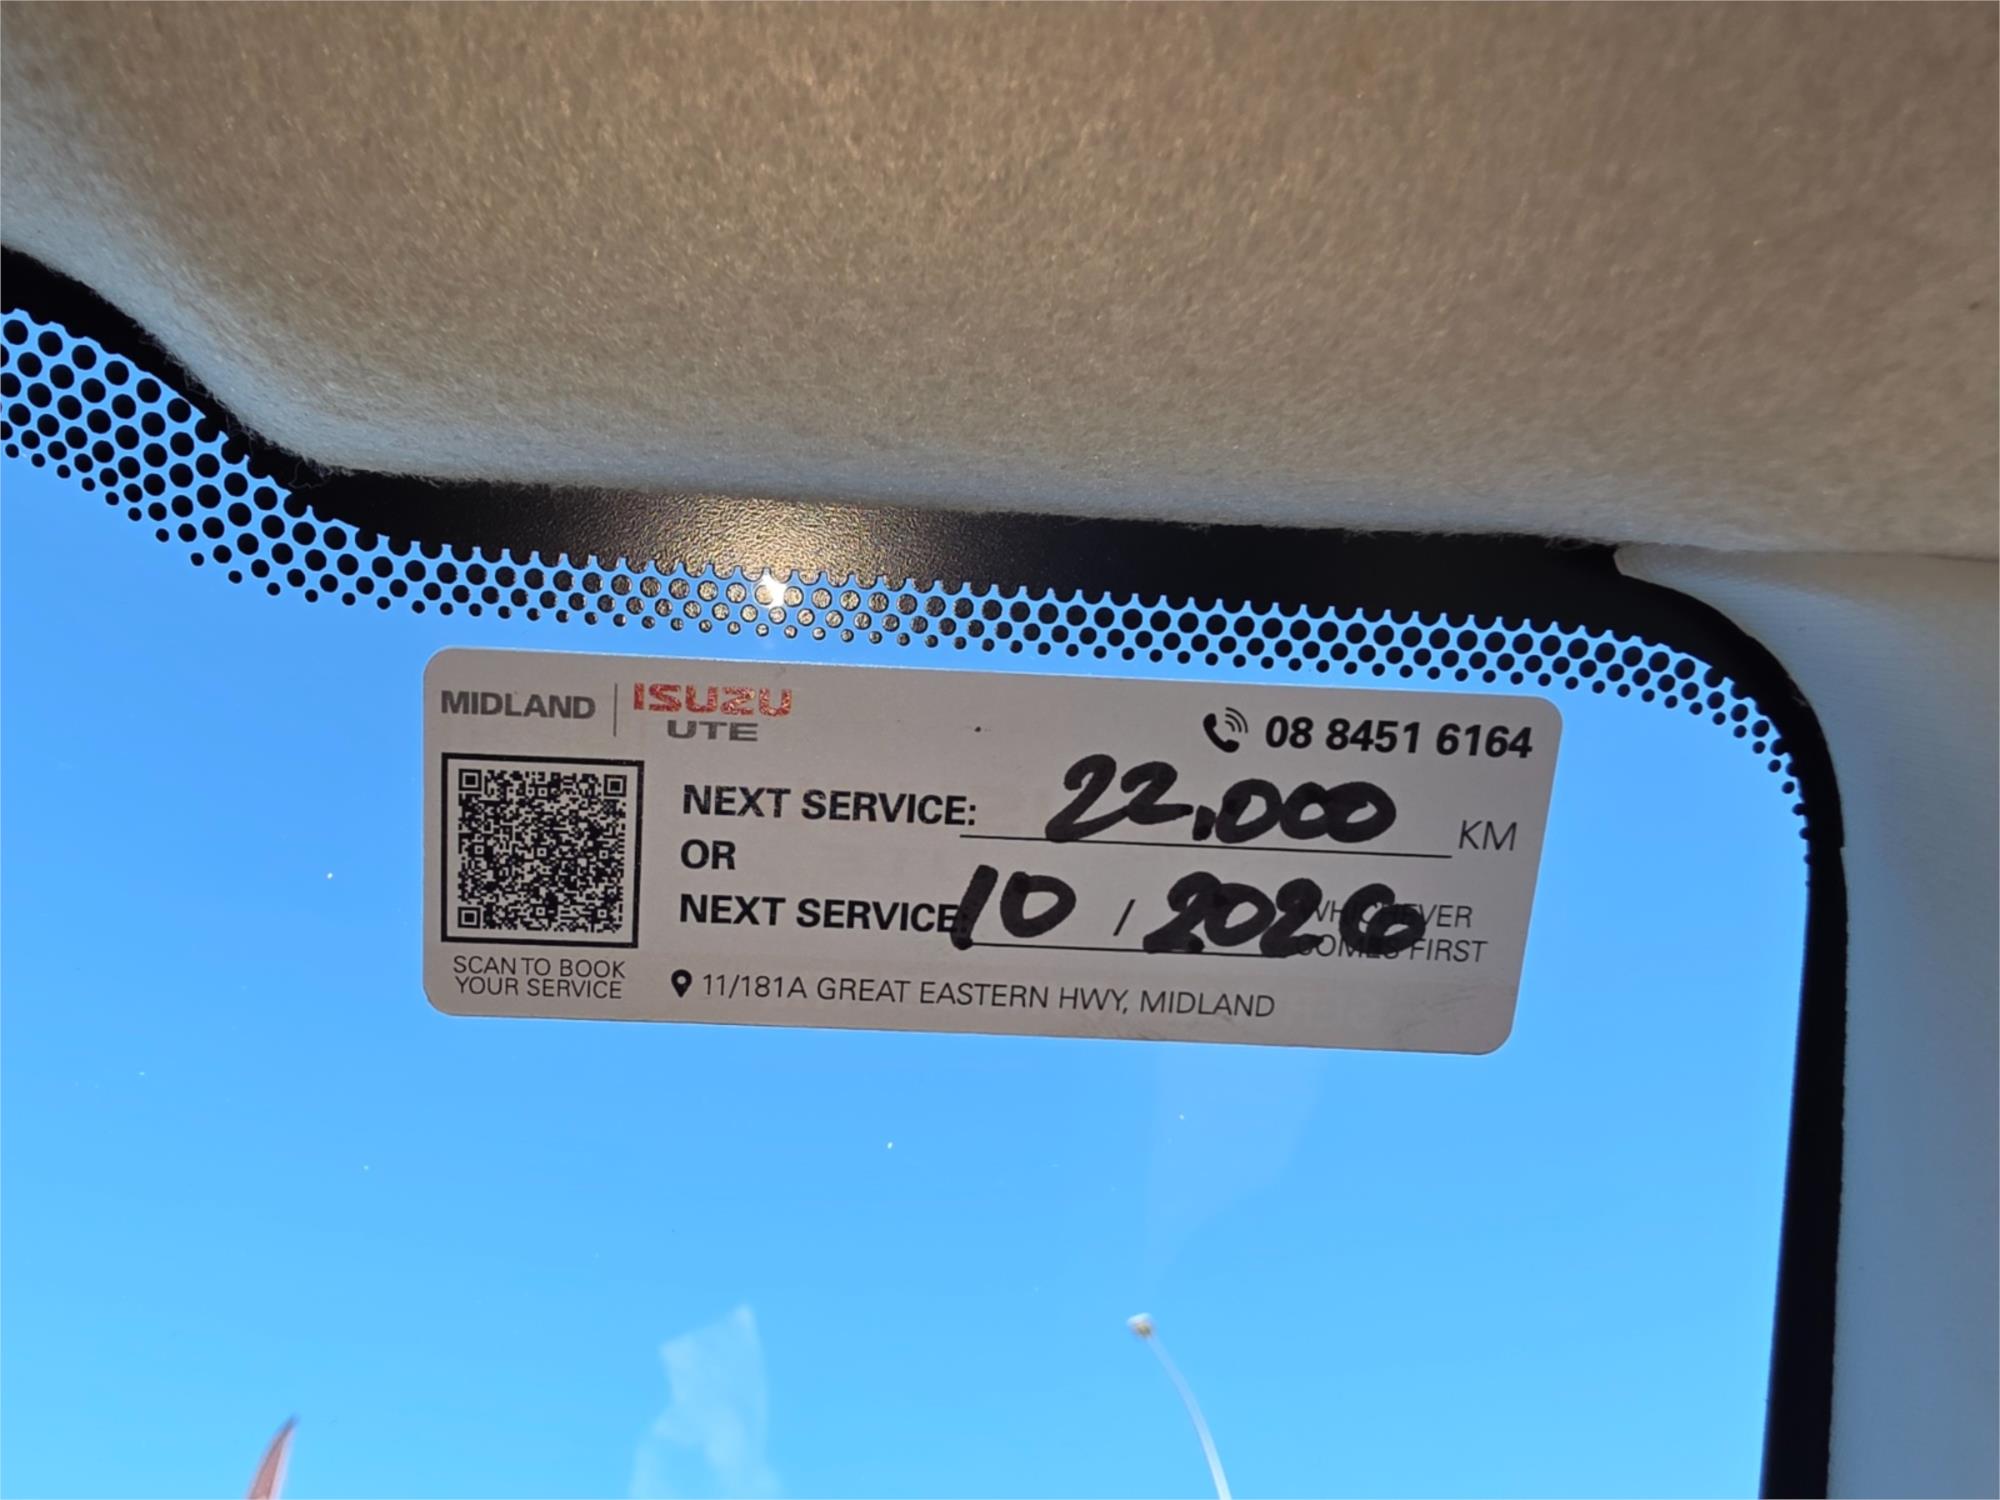 MIDLAND | ISUZU UTE
08 8451 6164
NEXT SERVICE: 22,000 KM
OR
NEXT SERVICE: 10 / 2026 WHICHEVER COMES FIRST
SCAN TO BOOK
YOUR SERVICE
11/181A GREAT EASTERN HWY, MIDLAND